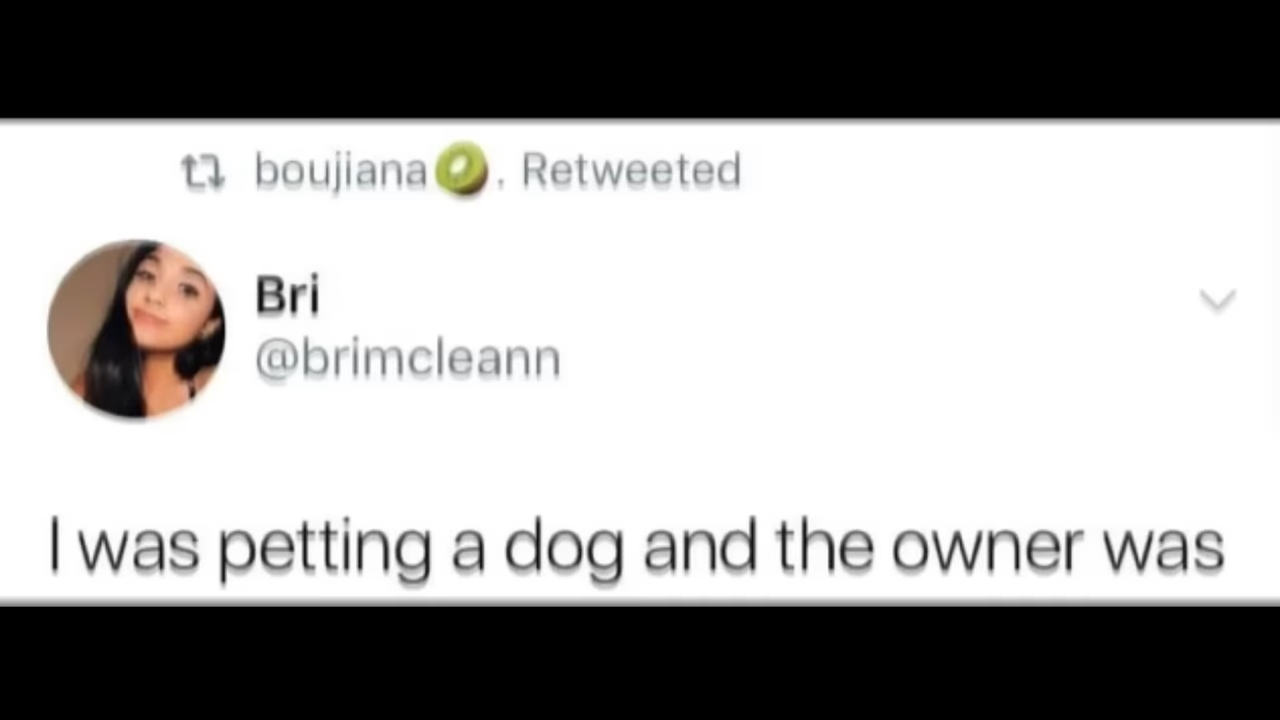 boujiana🥝. Retweeted
Bri
@brimcleann
I was petting a dog and the owner was